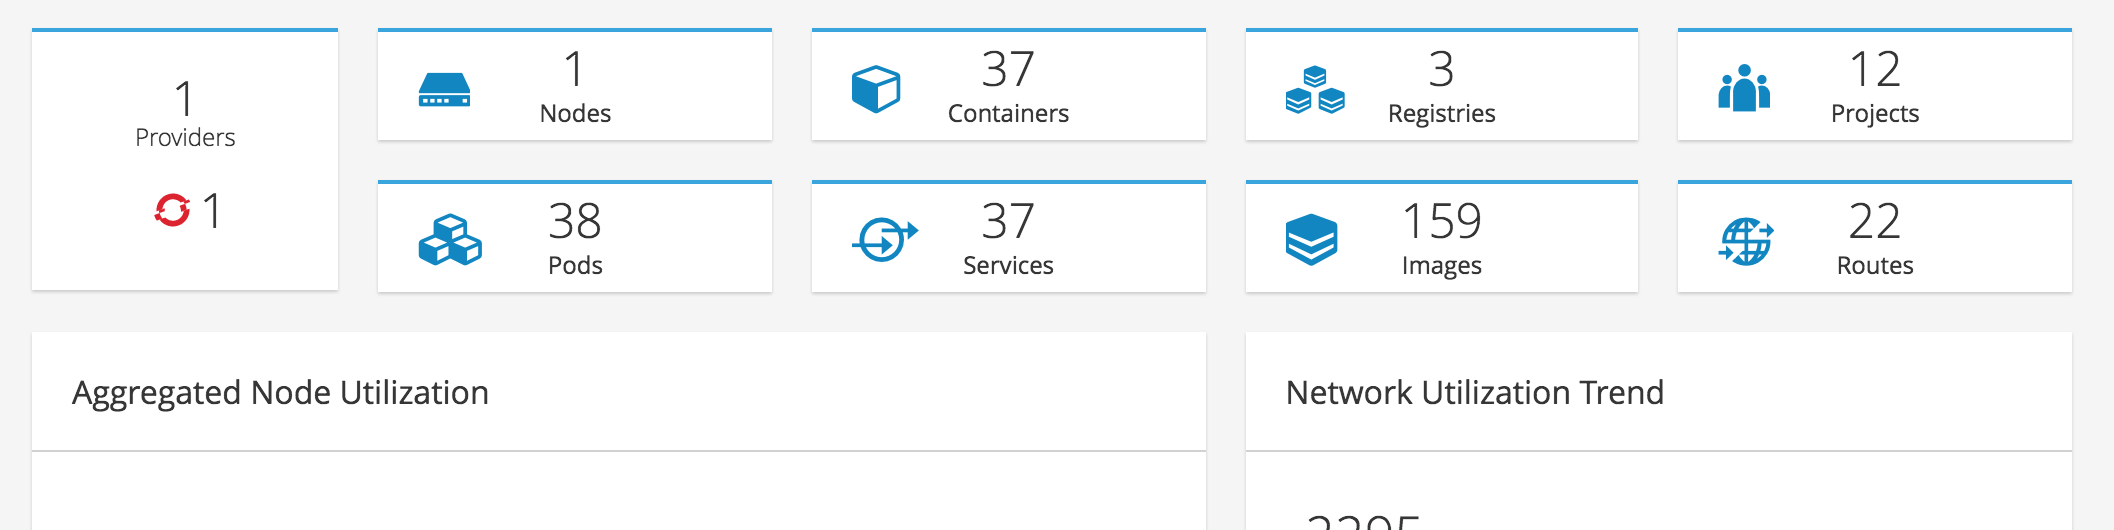 1
Providers
1
1
Nodes
37
Containers
3
Registries
12
Projects
38
Pods
37
Services
159
Images
22
Routes
Aggregated Node Utilization
Network Utilization Trend